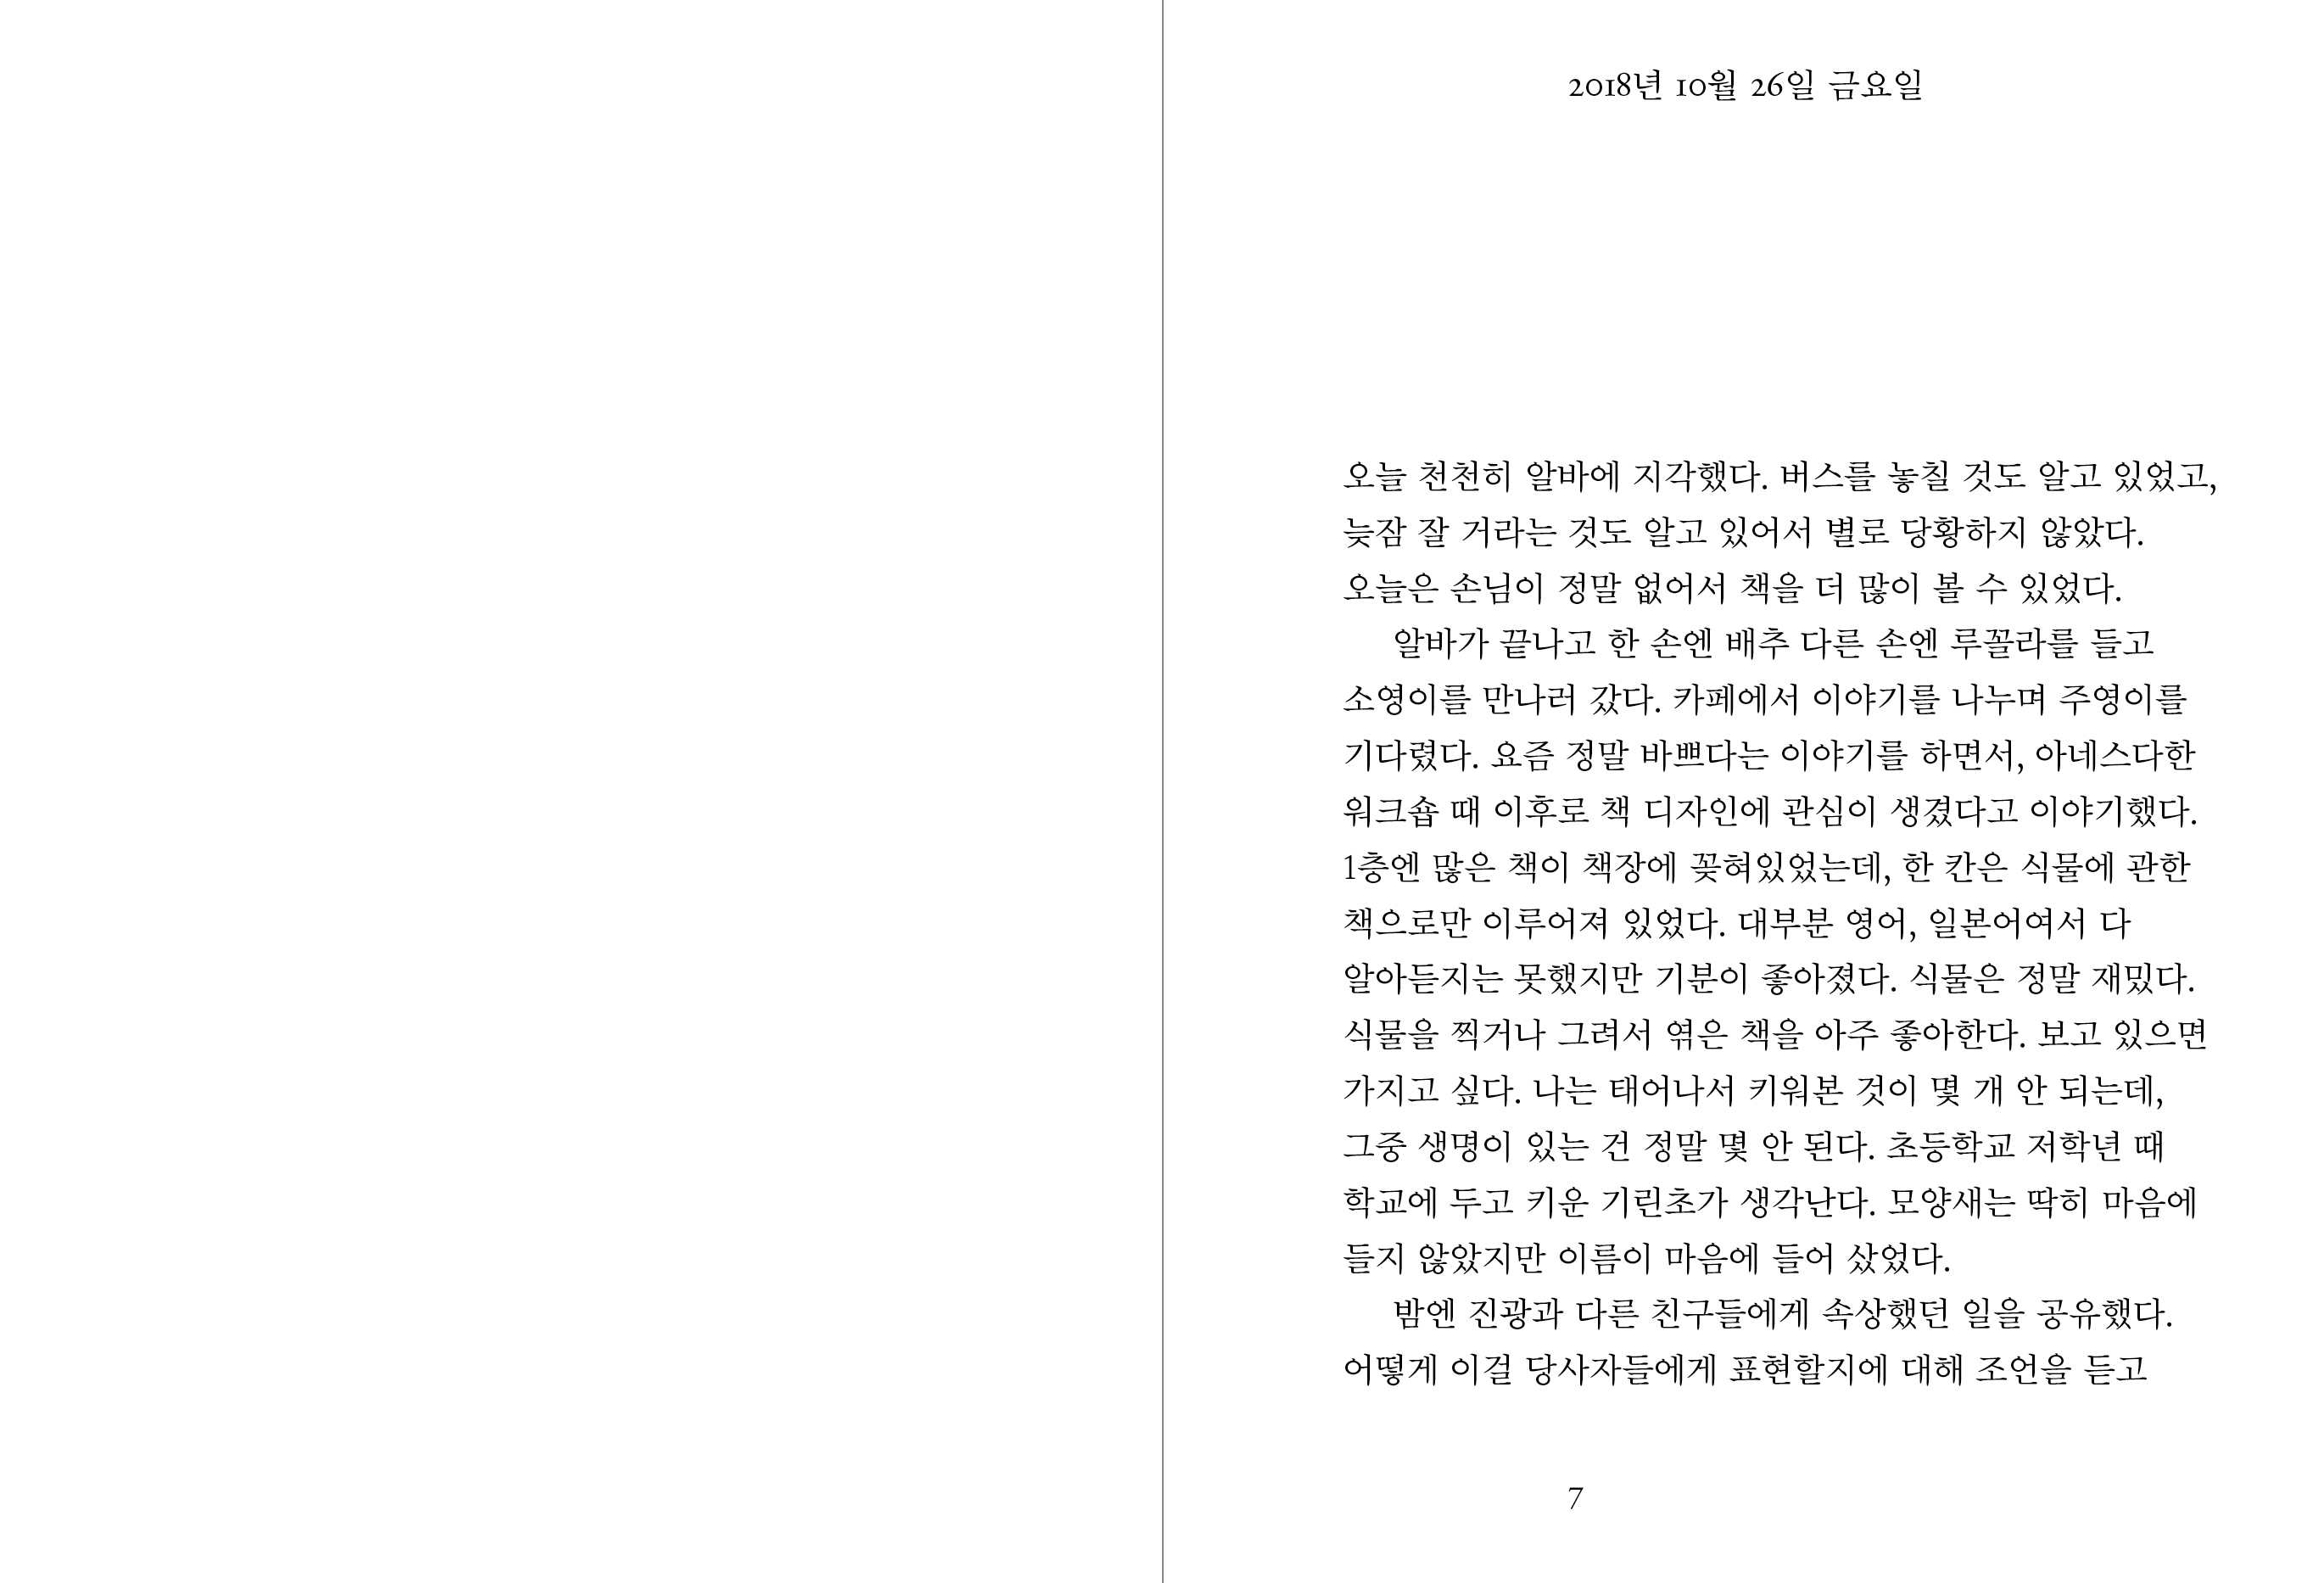 2018년 10월 26일 금요일
오늘 천천히 알바에 지각했다. 버스를 놓칠 것도 알고 있었고,
늦잠 잘 거라는 것도 알고 있어서 별로 당황하지 않았다.
오늘은 손님이 정말 없어서 책을 더 많이 볼 수 있었다.
알바가 끝나고 한 손엔 배추 다른 손엔 루꼴라를 들고
소영이를 만나러 갔다. 카페에서 이야기를 나누며 주영이를
기다렸다. 요즘 정말 바쁘다는 이야기를 하면서, 아네스다한
워크숍 때 이후로 책 디자인에 관심이 생겼다고 이야기했다.
1층엔 많은 책이 책장에 꽂혀있었는데, 한 칸은 식물에 관한
책으로만 이루어져 있었다. 대부분 영어, 일본어여서 다
알아듣지는 못했지만 기분이 좋아졌다. 식물은 정말 재밌다.
식물을 찍거나 그려서 엮은 책을 아주 좋아한다. 보고 있으면
가지고 싶다. 나는 태어나서 키워본 것이 몇 개 안 되는데,
그중 생명이 있는 건 정말 몇 안 된다. 초등학교 저학년 때
학교에 두고 키운 기린초가 생각난다. 모양새는 딱히 마음에
들지 않았지만 이름이 마음에 들어 샀었다.
밤엔 진광과 다른 친구들에게 속상했던 일을 공유했다.
어떻게 이걸 당사자들에게 표현할지에 대해 조언을 듣고
7